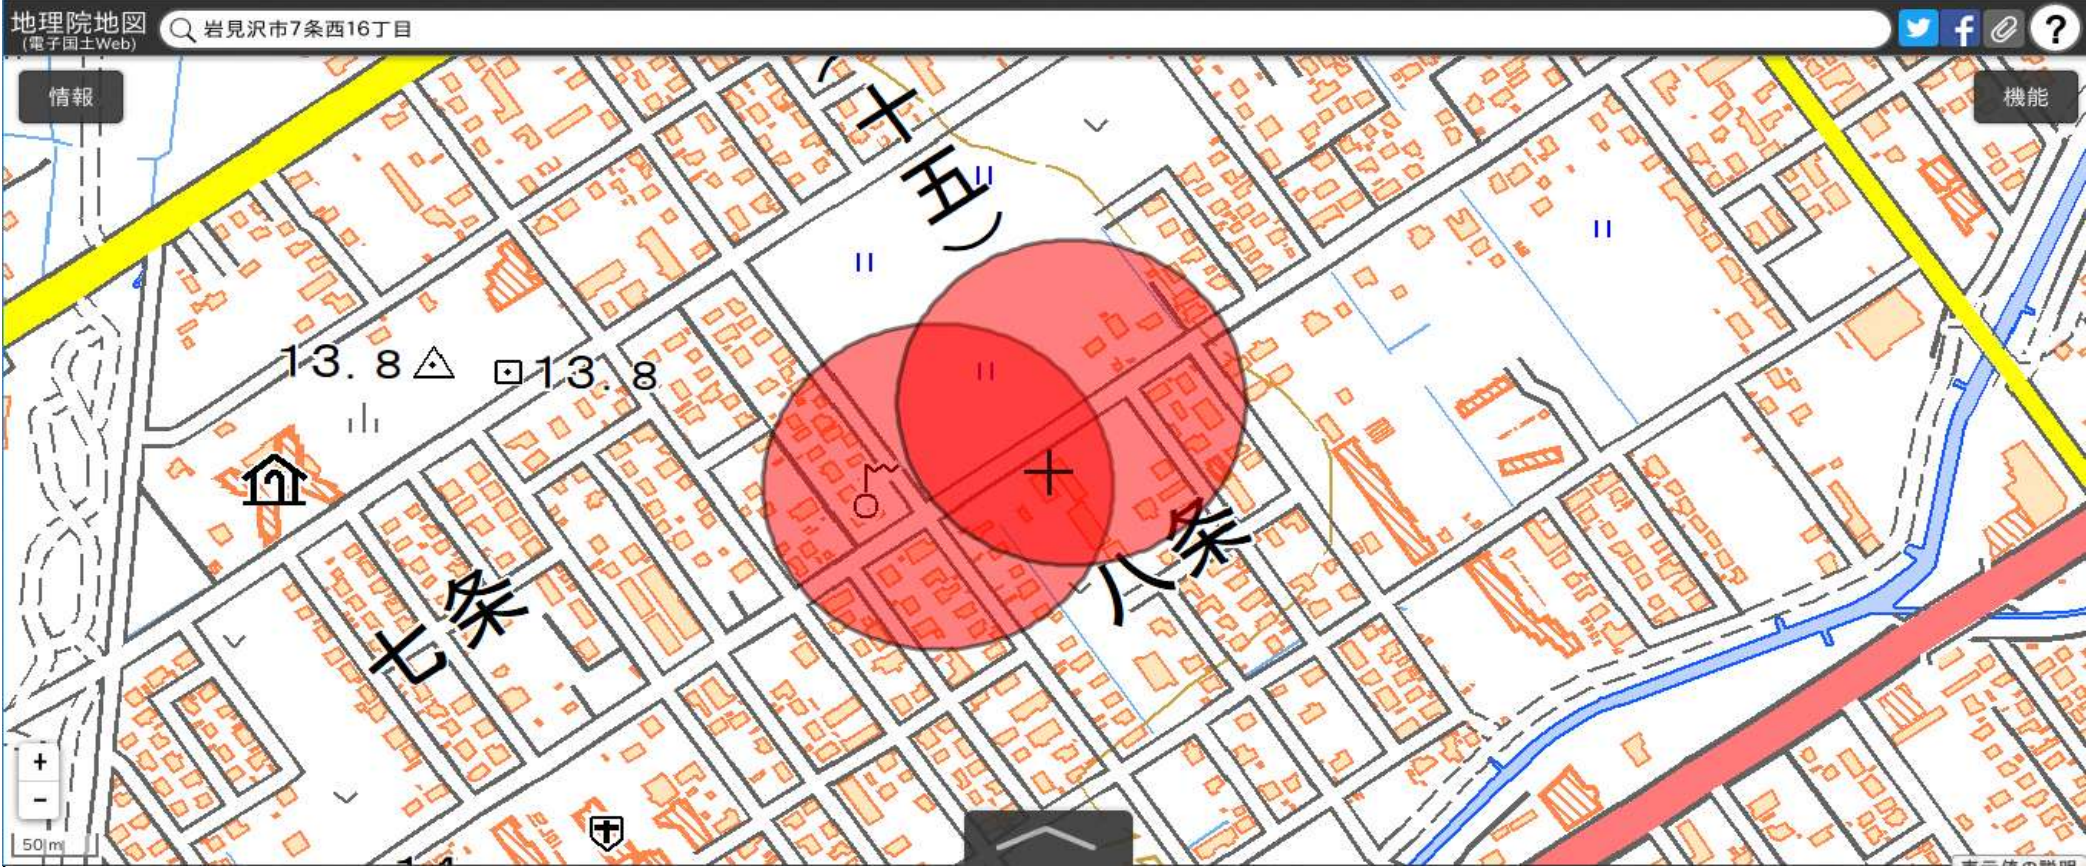 地理院地図
(電子国土Web)
岩見沢市7条西16丁目
?
情報
機能
十五)
13.8
13.8
七条
八条
+
-
50m